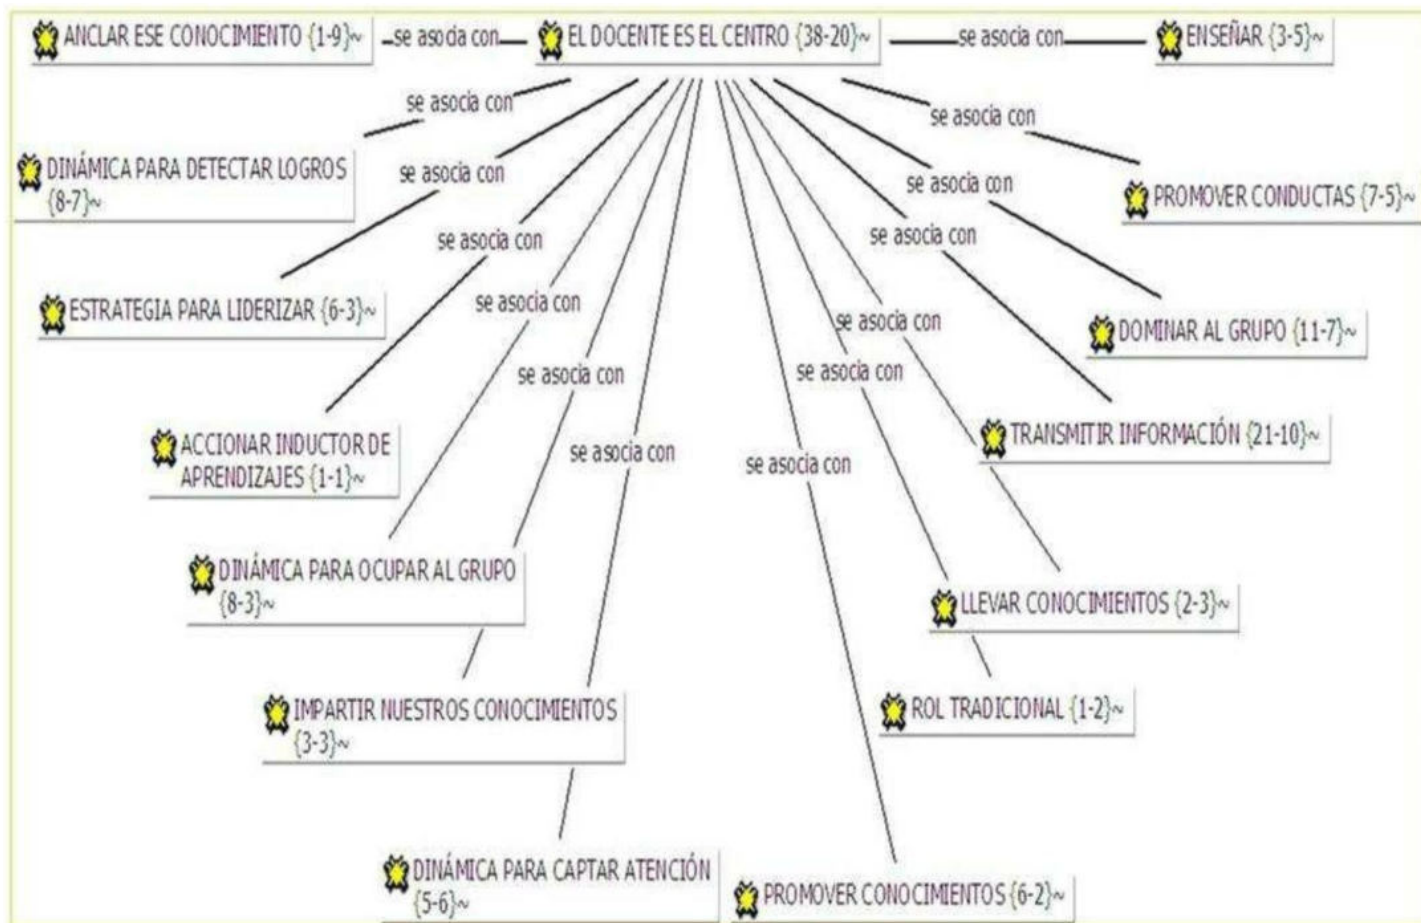 ANCLAR ESE CONOCIMIENTO {1-9}~
se asocia con
EL DOCENTE ES EL CENTRO {38-20}~
se asocia con
ENSEÑAR {3-5}~
se asocia con
se asocia con
DINÁMICA PARA DETECTAR LOGROS
{8-7}~
se asocia con
se asocia con
PROMOVER CONDUCTAS {7-5}~
se asocia con
se asocia con
ESTRATEGIA PARA LIDERIZAR {6-3}~
se asocia con
se asocia con
DOMINAR AL GRUPO {11-7}~
se asocia con
se asocia con
ACCIONAR INDUCTOR DE
APRENDIZAJES {1-1}~
TRANSMITIR INFORMACIÓN {21-10}~
se asocia con
se asocia con
DINÁMICA PARA OCUPAR AL GRUPO
{8-3}~
LLEVAR CONOCIMIENTOS {2-3}~
IMPARTIR NUESTROS CONOCIMIENTOS
{3-3}~
ROL TRADICIONAL {1-2}~
DINÁMICA PARA CAPTAR ATENCIÓN
{5-6}~
PROMOVER CONOCIMIENTOS {6-2}~